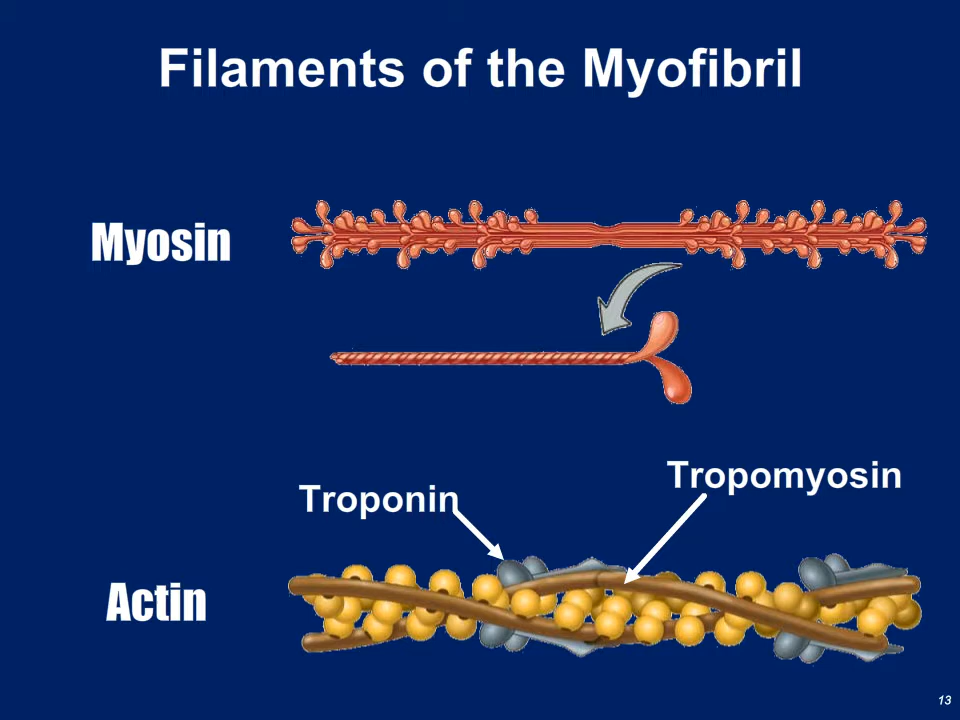 Filaments of the Myofibril
Myosin
Tropomyosin
Troponin
Actin
13